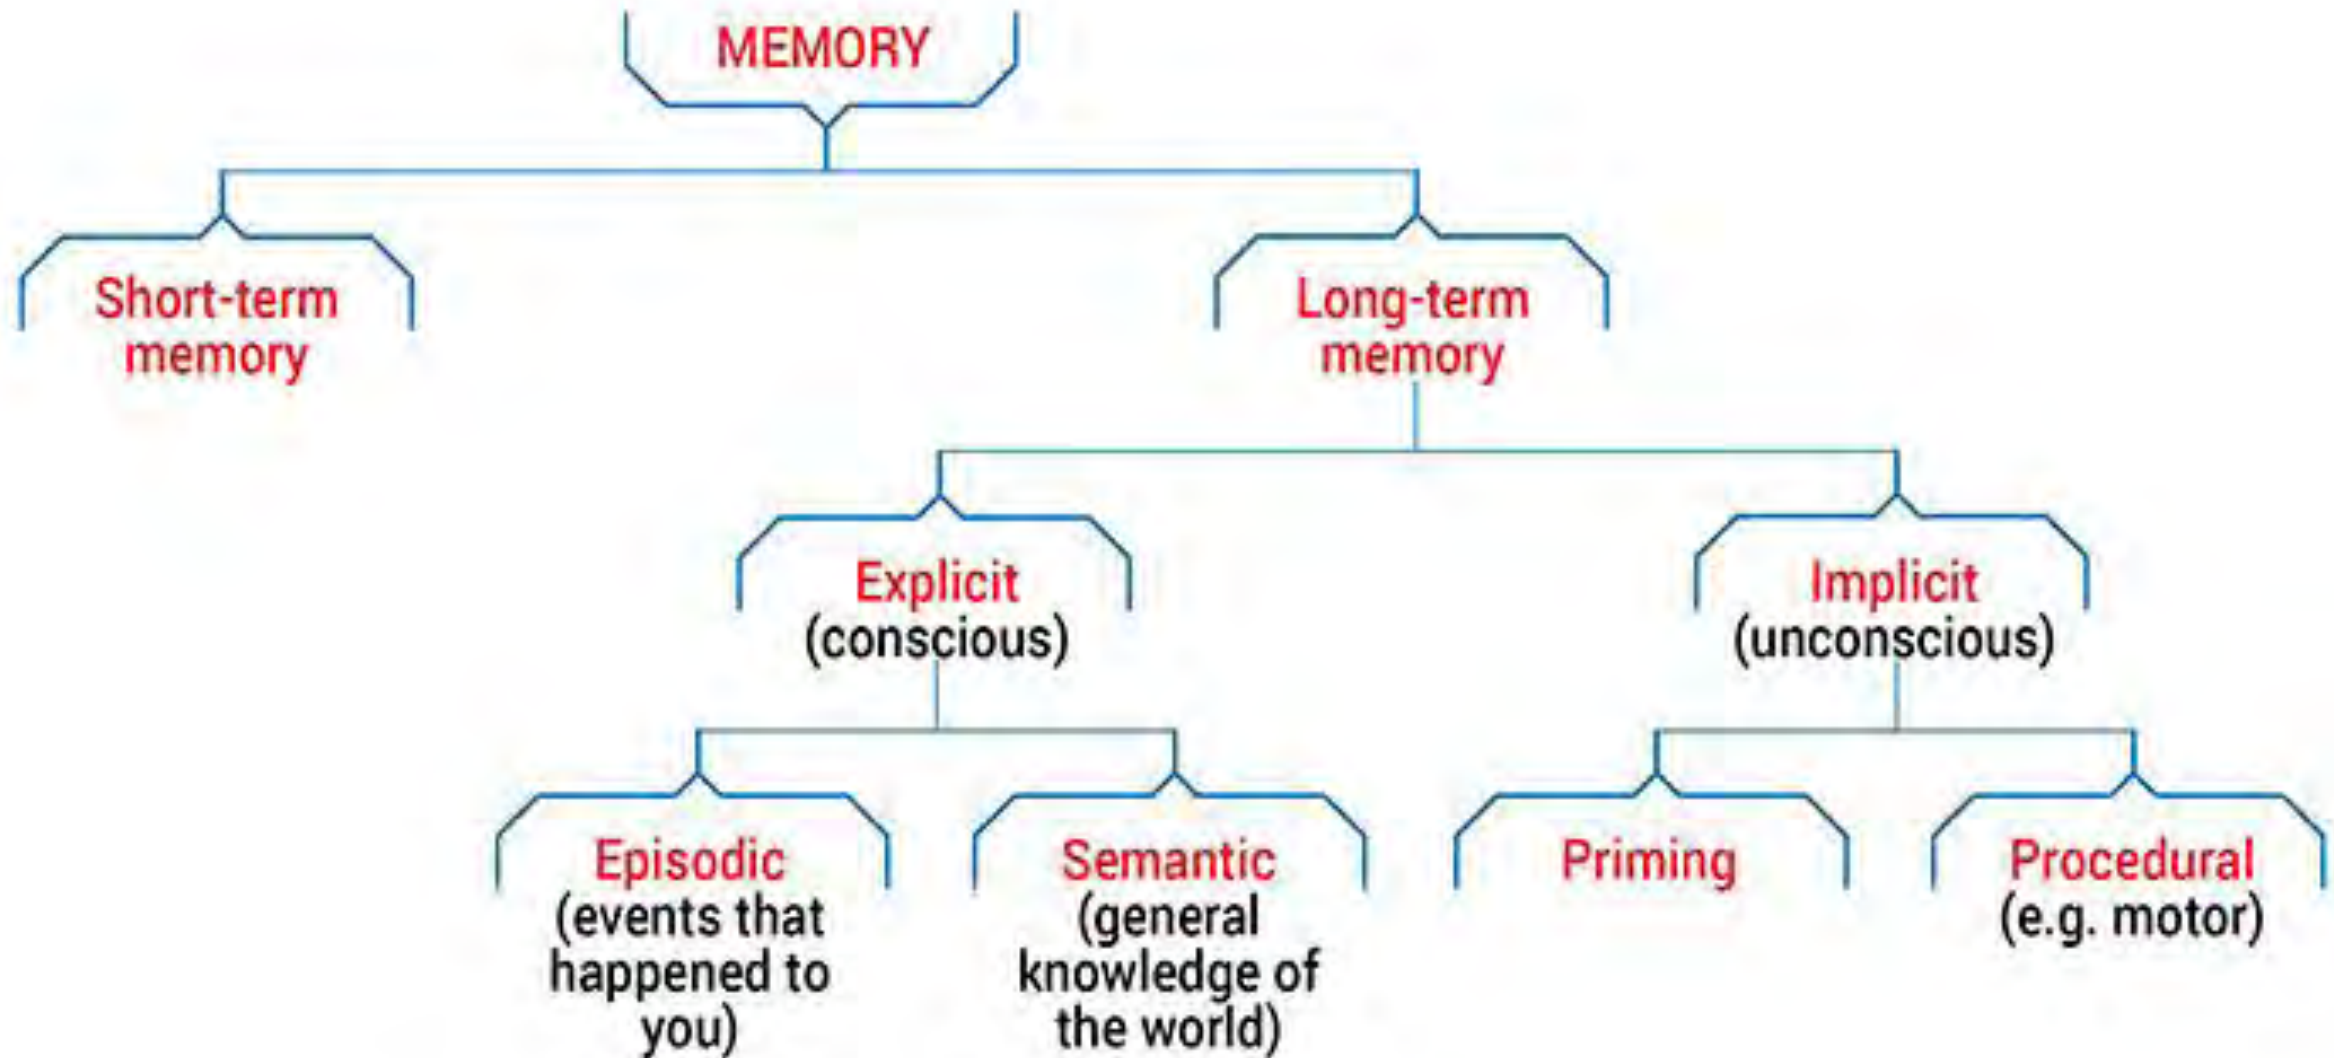 MEMORY
Short-term
memory
Long-term
memory
Explicit
(conscious)
Implicit
(unconscious)
Episodic
(events that
happened to
you)
Semantic
(general
knowledge of
the world)
Priming
Procedural
(e.g. motor)